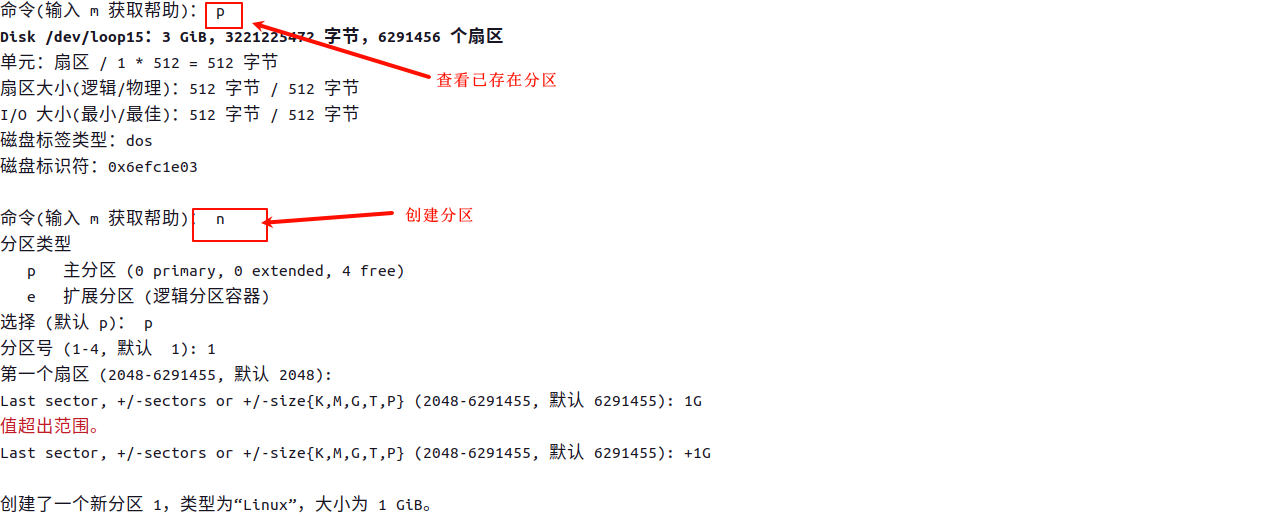 命令(输入 m 获取帮助)： p
Disk /dev/loop15：3 GiB，3221225472 字节，6291456 个扇区
单元：扇区 / 1 * 512 = 512 字节
查看已存在分区
扇区大小(逻辑/物理)：512 字节 / 512 字节
I/O 大小(最小/最佳)：512 字节 / 512 字节
磁盘标签类型：dos
磁盘标识符：0x6efc1e03
命令(输入 m 获取帮助)： n
创建分区
分区类型
p 主分区 (0 primary, 0 extended, 4 free)
e 扩展分区 (逻辑分区容器)
选择 (默认 p)： p
分区号 (1-4, 默认  1): 1
第一个扇区 (2048-6291455, 默认 2048):
Last sector, +/-sectors or +/-size{K,M,G,T,P} (2048-6291455, 默认 6291455): 1G
值超出范围。
Last sector, +/-sectors or +/-size{K,M,G,T,P} (2048-6291455, 默认 6291455): +1G
创建了一个新分区 1，类型为“Linux”，大小为 1 GiB。